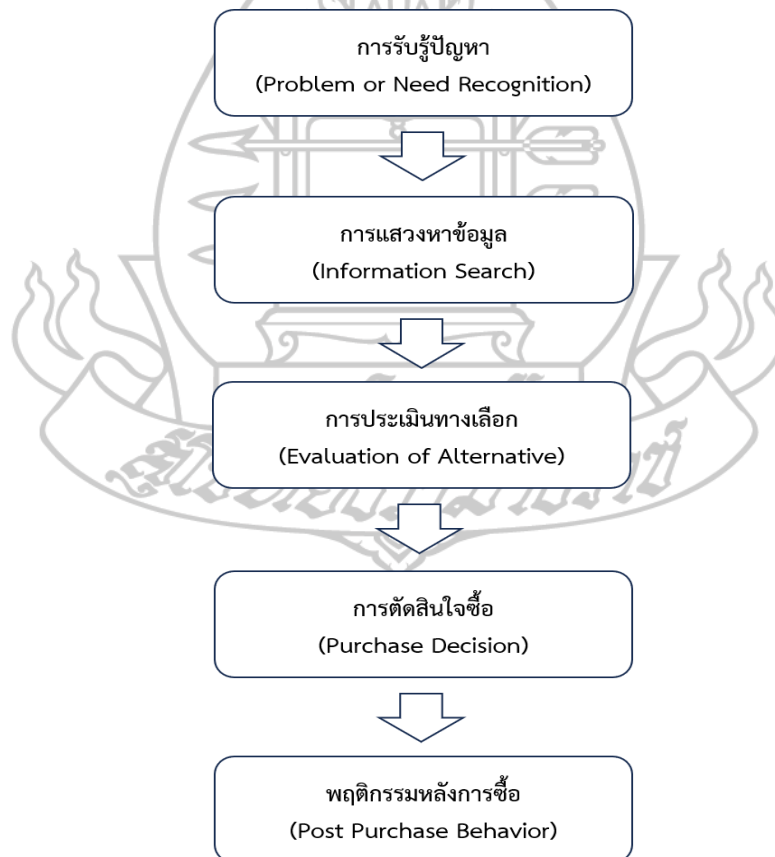 การรับรู้ปัญหา
(Problem or Need Recognition)
การแสวงหาข้อมูล
(Information Search)
การประเมินทางเลือก
(Evaluation of Alternative)
การตัดสินใจซื้อ
(Purchase Decision)
พฤติกรรมหลังการซื้อ
(Post Purchase Behavior)